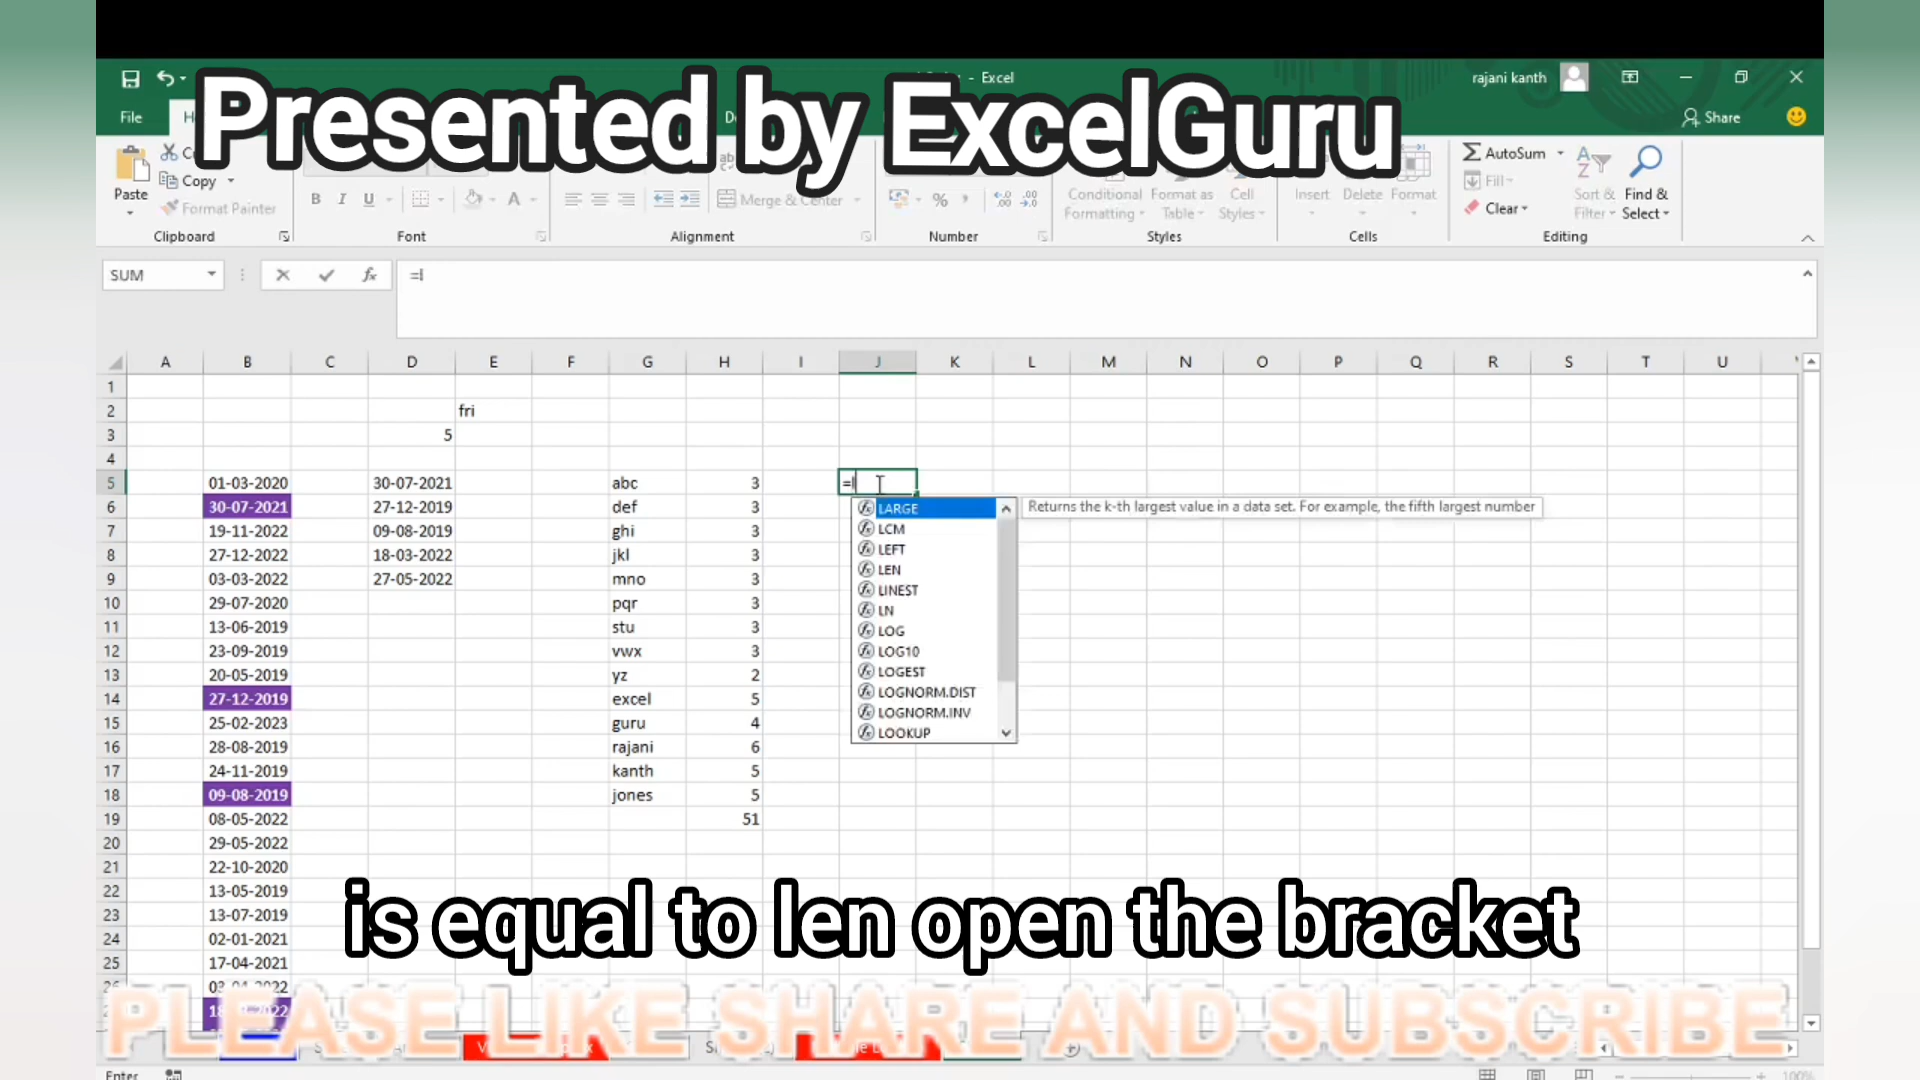 - Excel
rajani kanth
Presented by ExcelGuru
File
Share
Paste
Copy
Format Painter
B I U A
Merge & Center
%
Conditional Formatting
Format as Table
Cell Styles
Insert
Delete
Format
AutoSum
Fill
Clear
Sort & Filter
Find & Select
Clipboard
Font
Alignment
Number
Styles
Cells
Editing
SUM
fx
=l
A B C D E F G H I J K L M N O P Q R S T U
1
2 fri
3 5
4
5 01-03-2020 30-07-2021 abc 3 =l
6 30-07-2021 27-12-2019 def 3
7 19-11-2022 09-08-2019 ghi 3
8 27-12-2022 18-03-2022 jkl 3
9 03-03-2022 27-05-2022 mno 3
10 29-07-2020 pqr 3
11 13-06-2019 stu 3
12 23-09-2019 vwx 3
13 20-05-2019 yz 2
14 27-12-2019 excel 5
15 25-02-2023 guru 4
16 28-08-2019 rajani 6
17 24-11-2019 kanth 5
18 09-08-2019 jones 5
19 08-05-2022 51
20 29-05-2022
21 22-10-2020
22 13-05-2019
23 13-07-2019
24 02-01-2021
25 17-04-2021
LARGE
Returns the k-th largest value in a data set. For example, the fifth largest number
LCM
LEFT
LEN
LINEST
LN
LOG
LOG10
LOGEST
LOGNORM.DIST
LOGNORM.INV
LOOKUP
is equal to len open the bracket
PLEASE LIKE SHARE AND SUBSCRIBE
Enter
100%